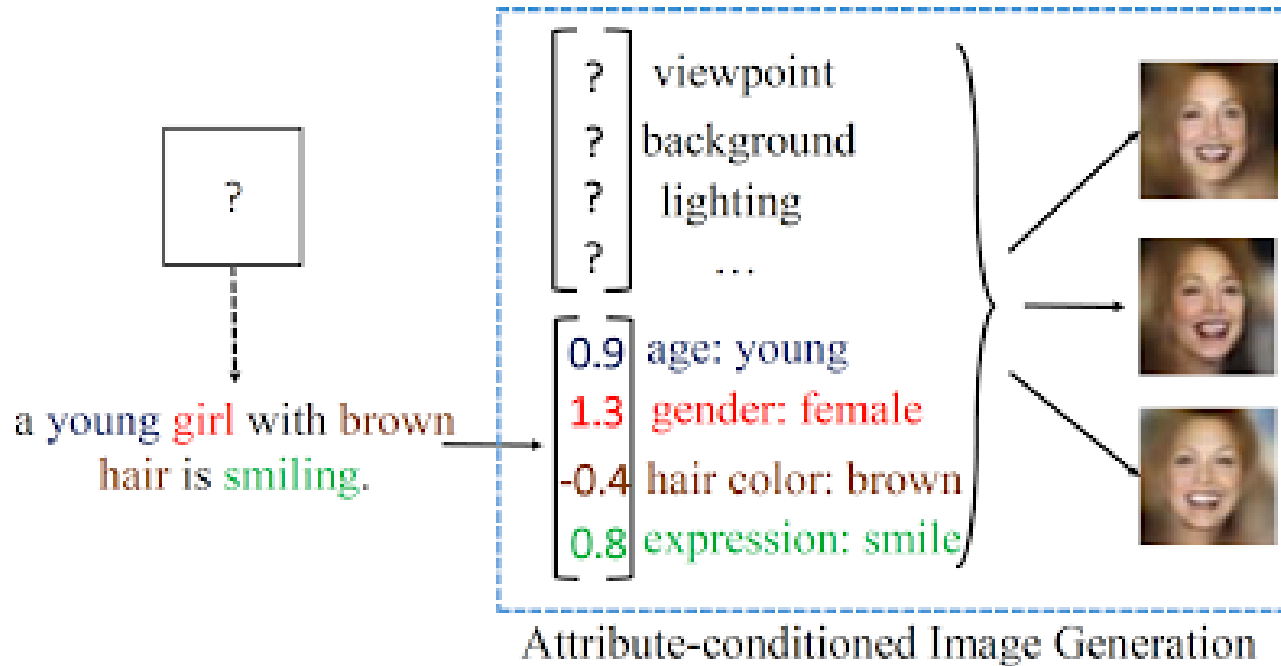 ?
a young girl with brown
hair is smiling.
? viewpoint
? background
? lighting
? ...
0.9 age: young
1.3 gender: female
-0.4 hair color: brown
0.8 expression: smile
Attribute-conditioned Image Generation